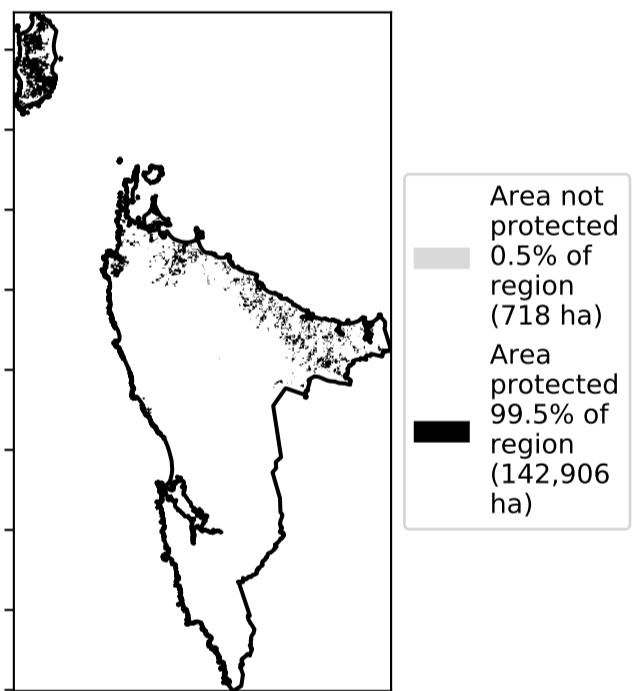 Area not
protected
0.5% of
region
(718 ha)
Area
protected
99.5% of
region
(142,906
ha)